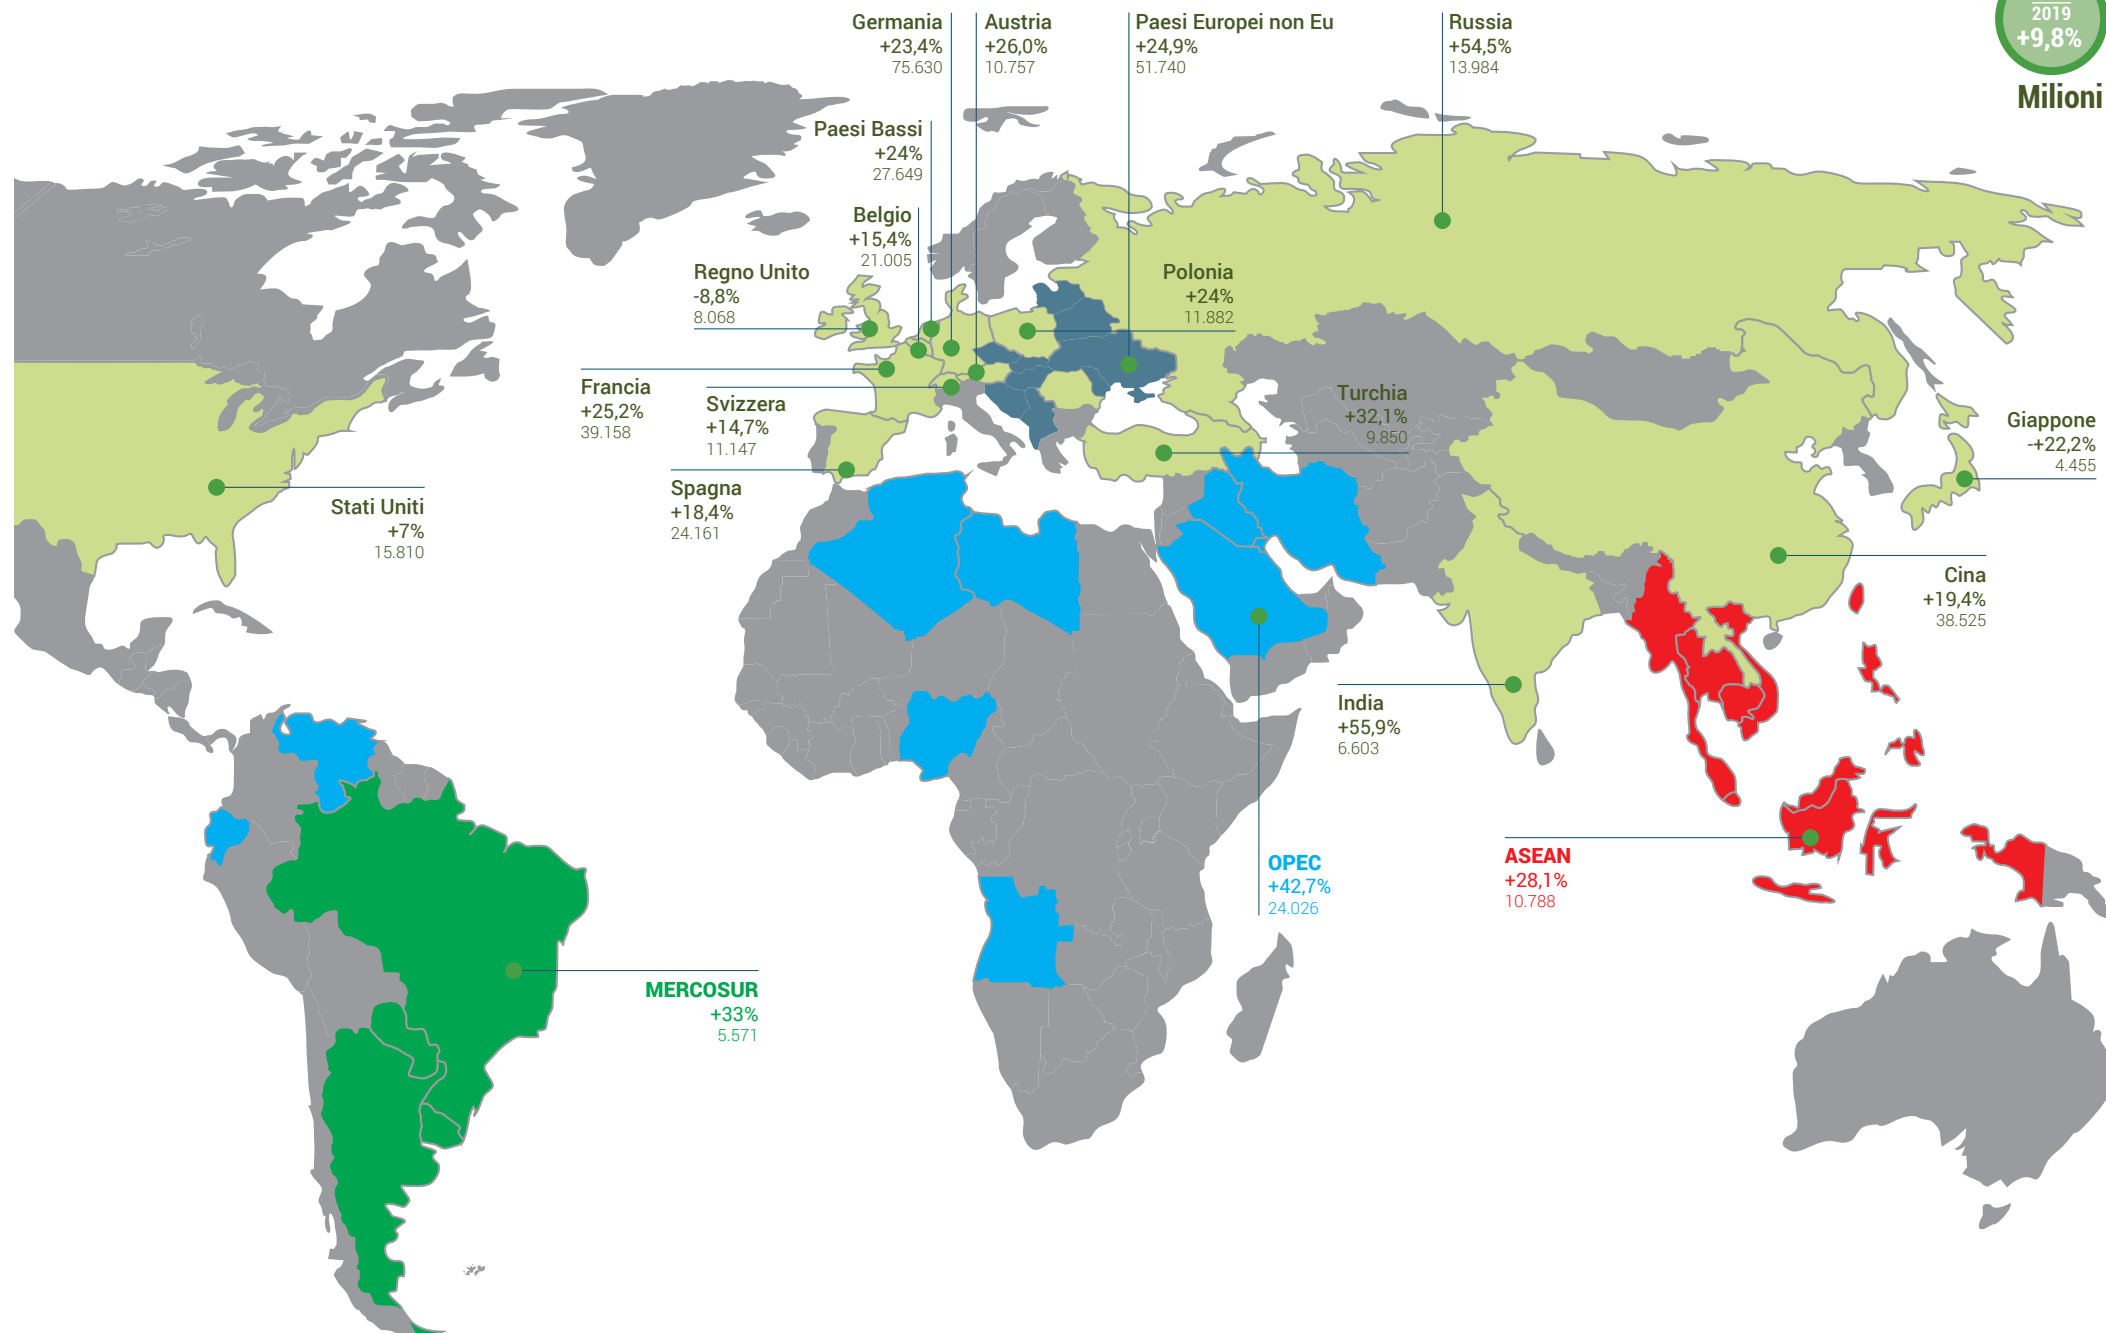 Germania
+23,4%
75.630
Austria
+26,0%
10.757
Paesi Europei non Eu
+24,9%
51.740
Russia
+54,5%
13.984
2019
+9,8%
Milioni
Paesi Bassi
+24%
27.649
Belgio
+15,4%
21.005
Regno Unito
-8,8%
8.068
Polonia
+24%
11.882
Francia
+25,2%
39.158
Svizzera
+14,7%
11.147
Turchia
+32,1%
9.850
Giappone
-+22,2%
4.455
Spagna
+18,4%
24.161
Stati Uniti
+7%
15.810
Cina
+19,4%
38.525
India
+55,9%
6.603
OPEC
+42,7%
24.026
ASEAN
+28,1%
10.788
MERCOSUR
+33%
5.571